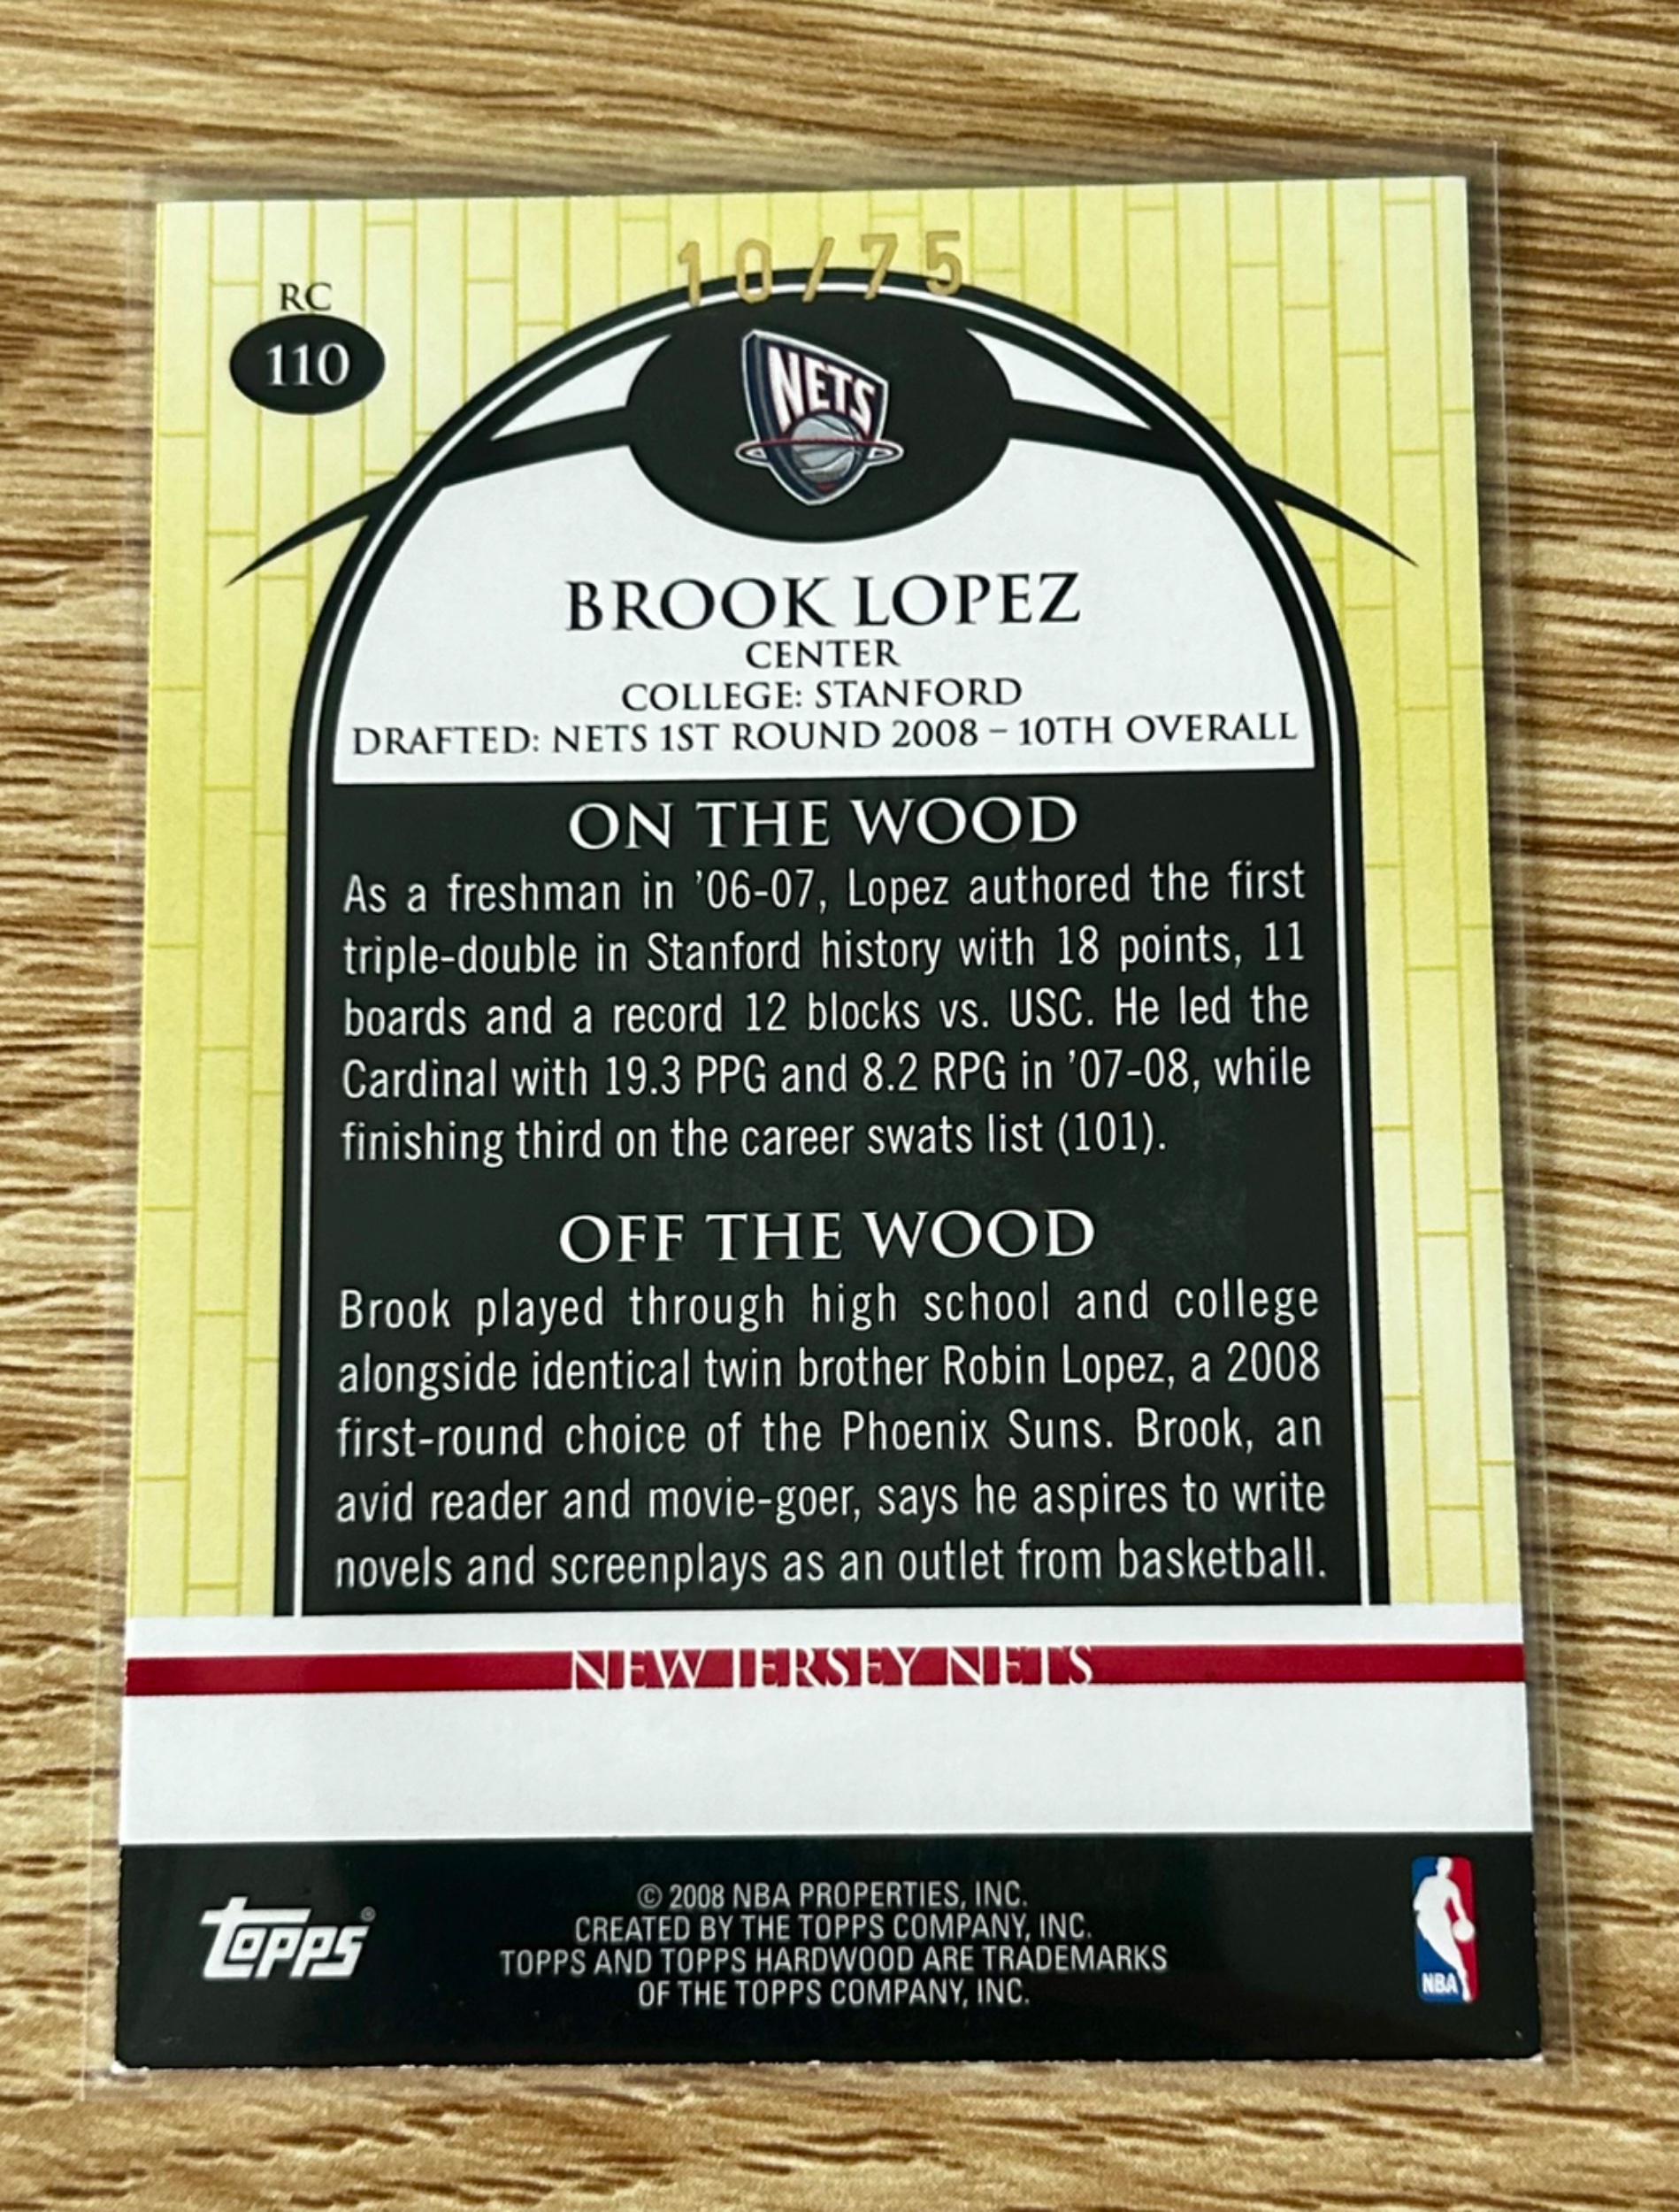 10/75
RC
110
NETS
BROOK LOPEZ
CENTER
COLLEGE: STANFORD
DRAFTED: NETS 1ST ROUND 2008 – 10TH OVERALL
ON THE WOOD
As a freshman in ’06-07, Lopez authored the first
triple-double in Stanford history with 18 points, 11
boards and a record 12 blocks vs. USC. He led the
Cardinal with 19.3 PPG and 8.2 RPG in ’07-08, while
finishing third on the career swats list (101).
OFF THE WOOD
Brook played through high school and college
alongside identical twin brother Robin Lopez, a 2008
first-round choice of the Phoenix Suns. Brook, an
avid reader and movie-goer, says he aspires to write
novels and screenplays as an outlet from basketball.
NEW JERSEY NETS
Topps®
© 2008 NBA PROPERTIES, INC.
CREATED BY THE TOPPS COMPANY, INC.
TOPPS AND TOPPS HARDWOOD ARE TRADEMARKS
OF THE TOPPS COMPANY, INC.
NBA